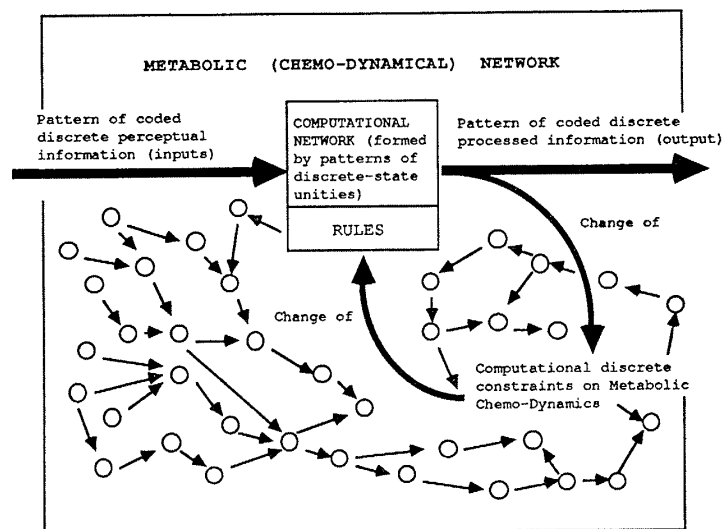 METABOLIC (CHEMO-DYNAMICAL) NETWORK
Pattern of coded
discrete perceptual
information (inputs)
COMPUTATIONAL
NETWORK (formed
by patterns of
discrete-state
unities)
RULES
Pattern of coded discrete
processed information (output)
Change of
Change of
Computational discrete
constraints on Metabolic
Chemo-Dynamics